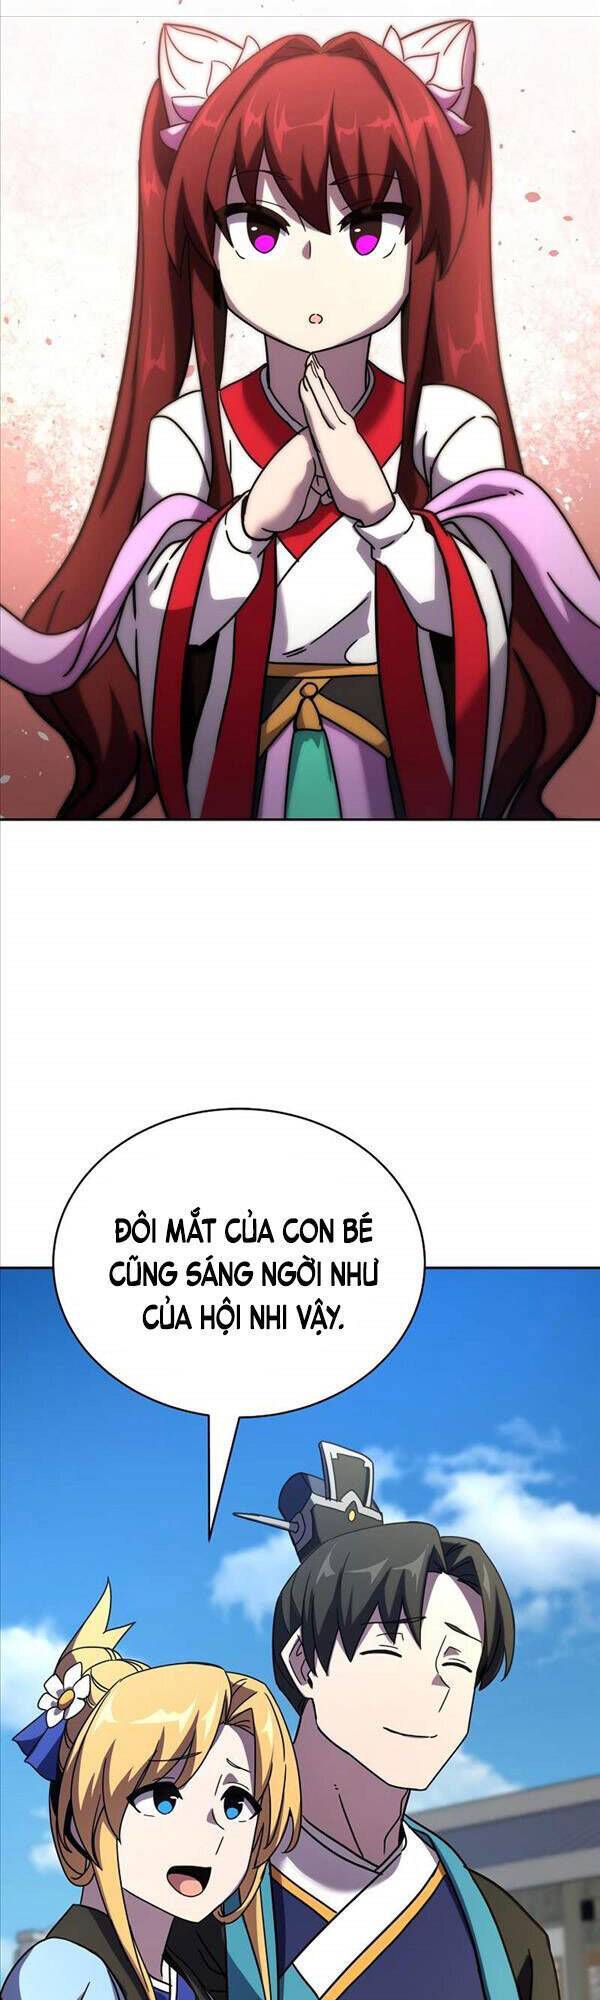 ĐÔI MẮT CỦA CON BÉ
CŨNG SÁNG NGỜI NHƯ
CỦA HỘI NHI VẬY.